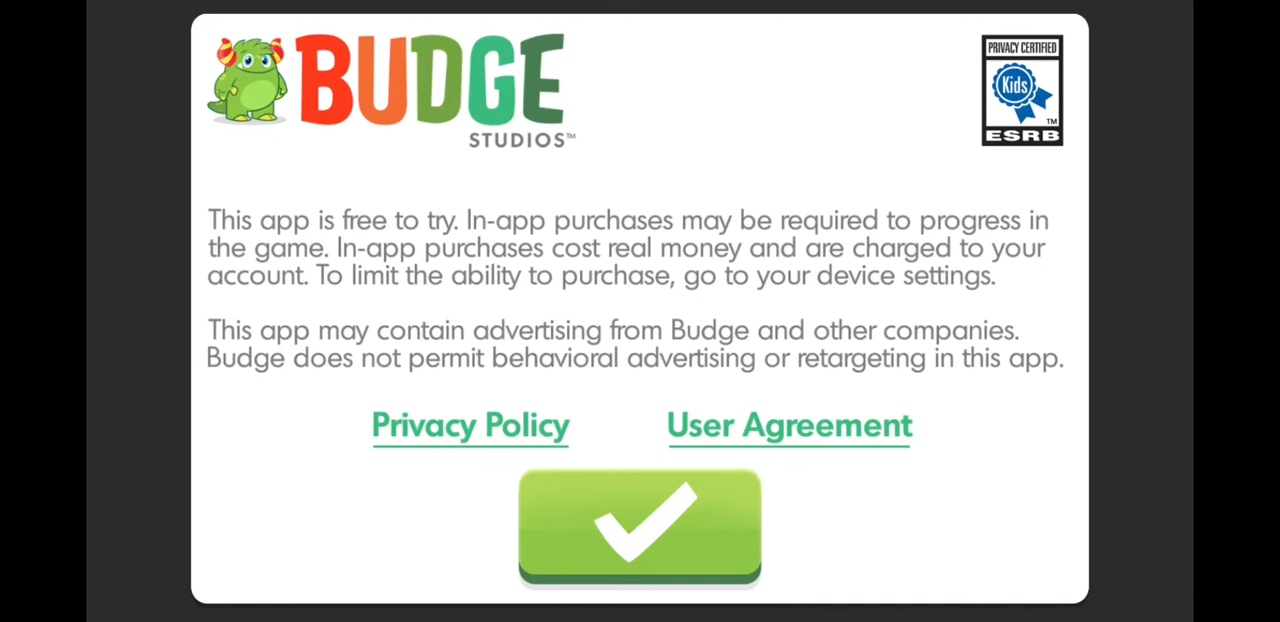 BUDGE
STUDIOS™
PRIVACY CERTIFIED
Kids
TM
ESRB
This app is free to try. In-app purchases may be required to progress in
the game. In-app purchases cost real money and are charged to your
account. To limit the ability to purchase, go to your device settings.
This app may contain advertising from Budge and other companies.
Budge does not permit behavioral advertising or retargeting in this app.
Privacy Policy
User Agreement